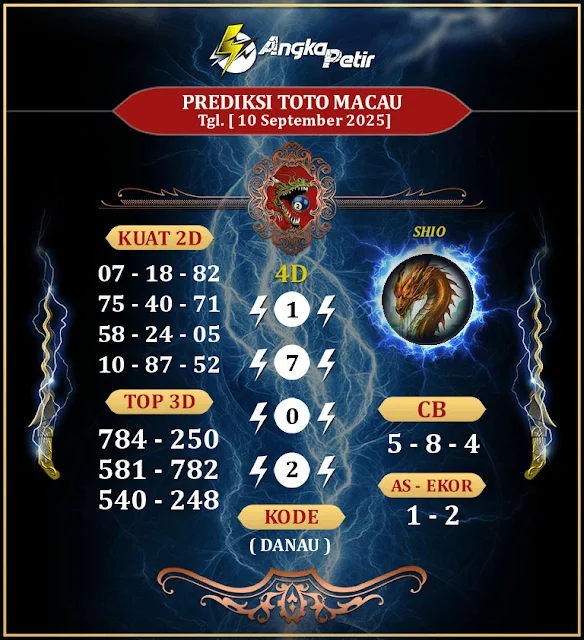 Angka
Petir
PREDIKSI TOTO MACAU
Tgl. [ 10 September 2025]
KUAT 2D
07 - 18 - 82
75 - 40 - 71
58 - 24 - 05
10 - 87 - 52
TOP 3D
784 - 250
581 - 782
540 - 248
4D
1
7
0
2
KODE
( DANAU )
SHIO
CB
5 - 8 - 4
AS - EKOR
1 - 2